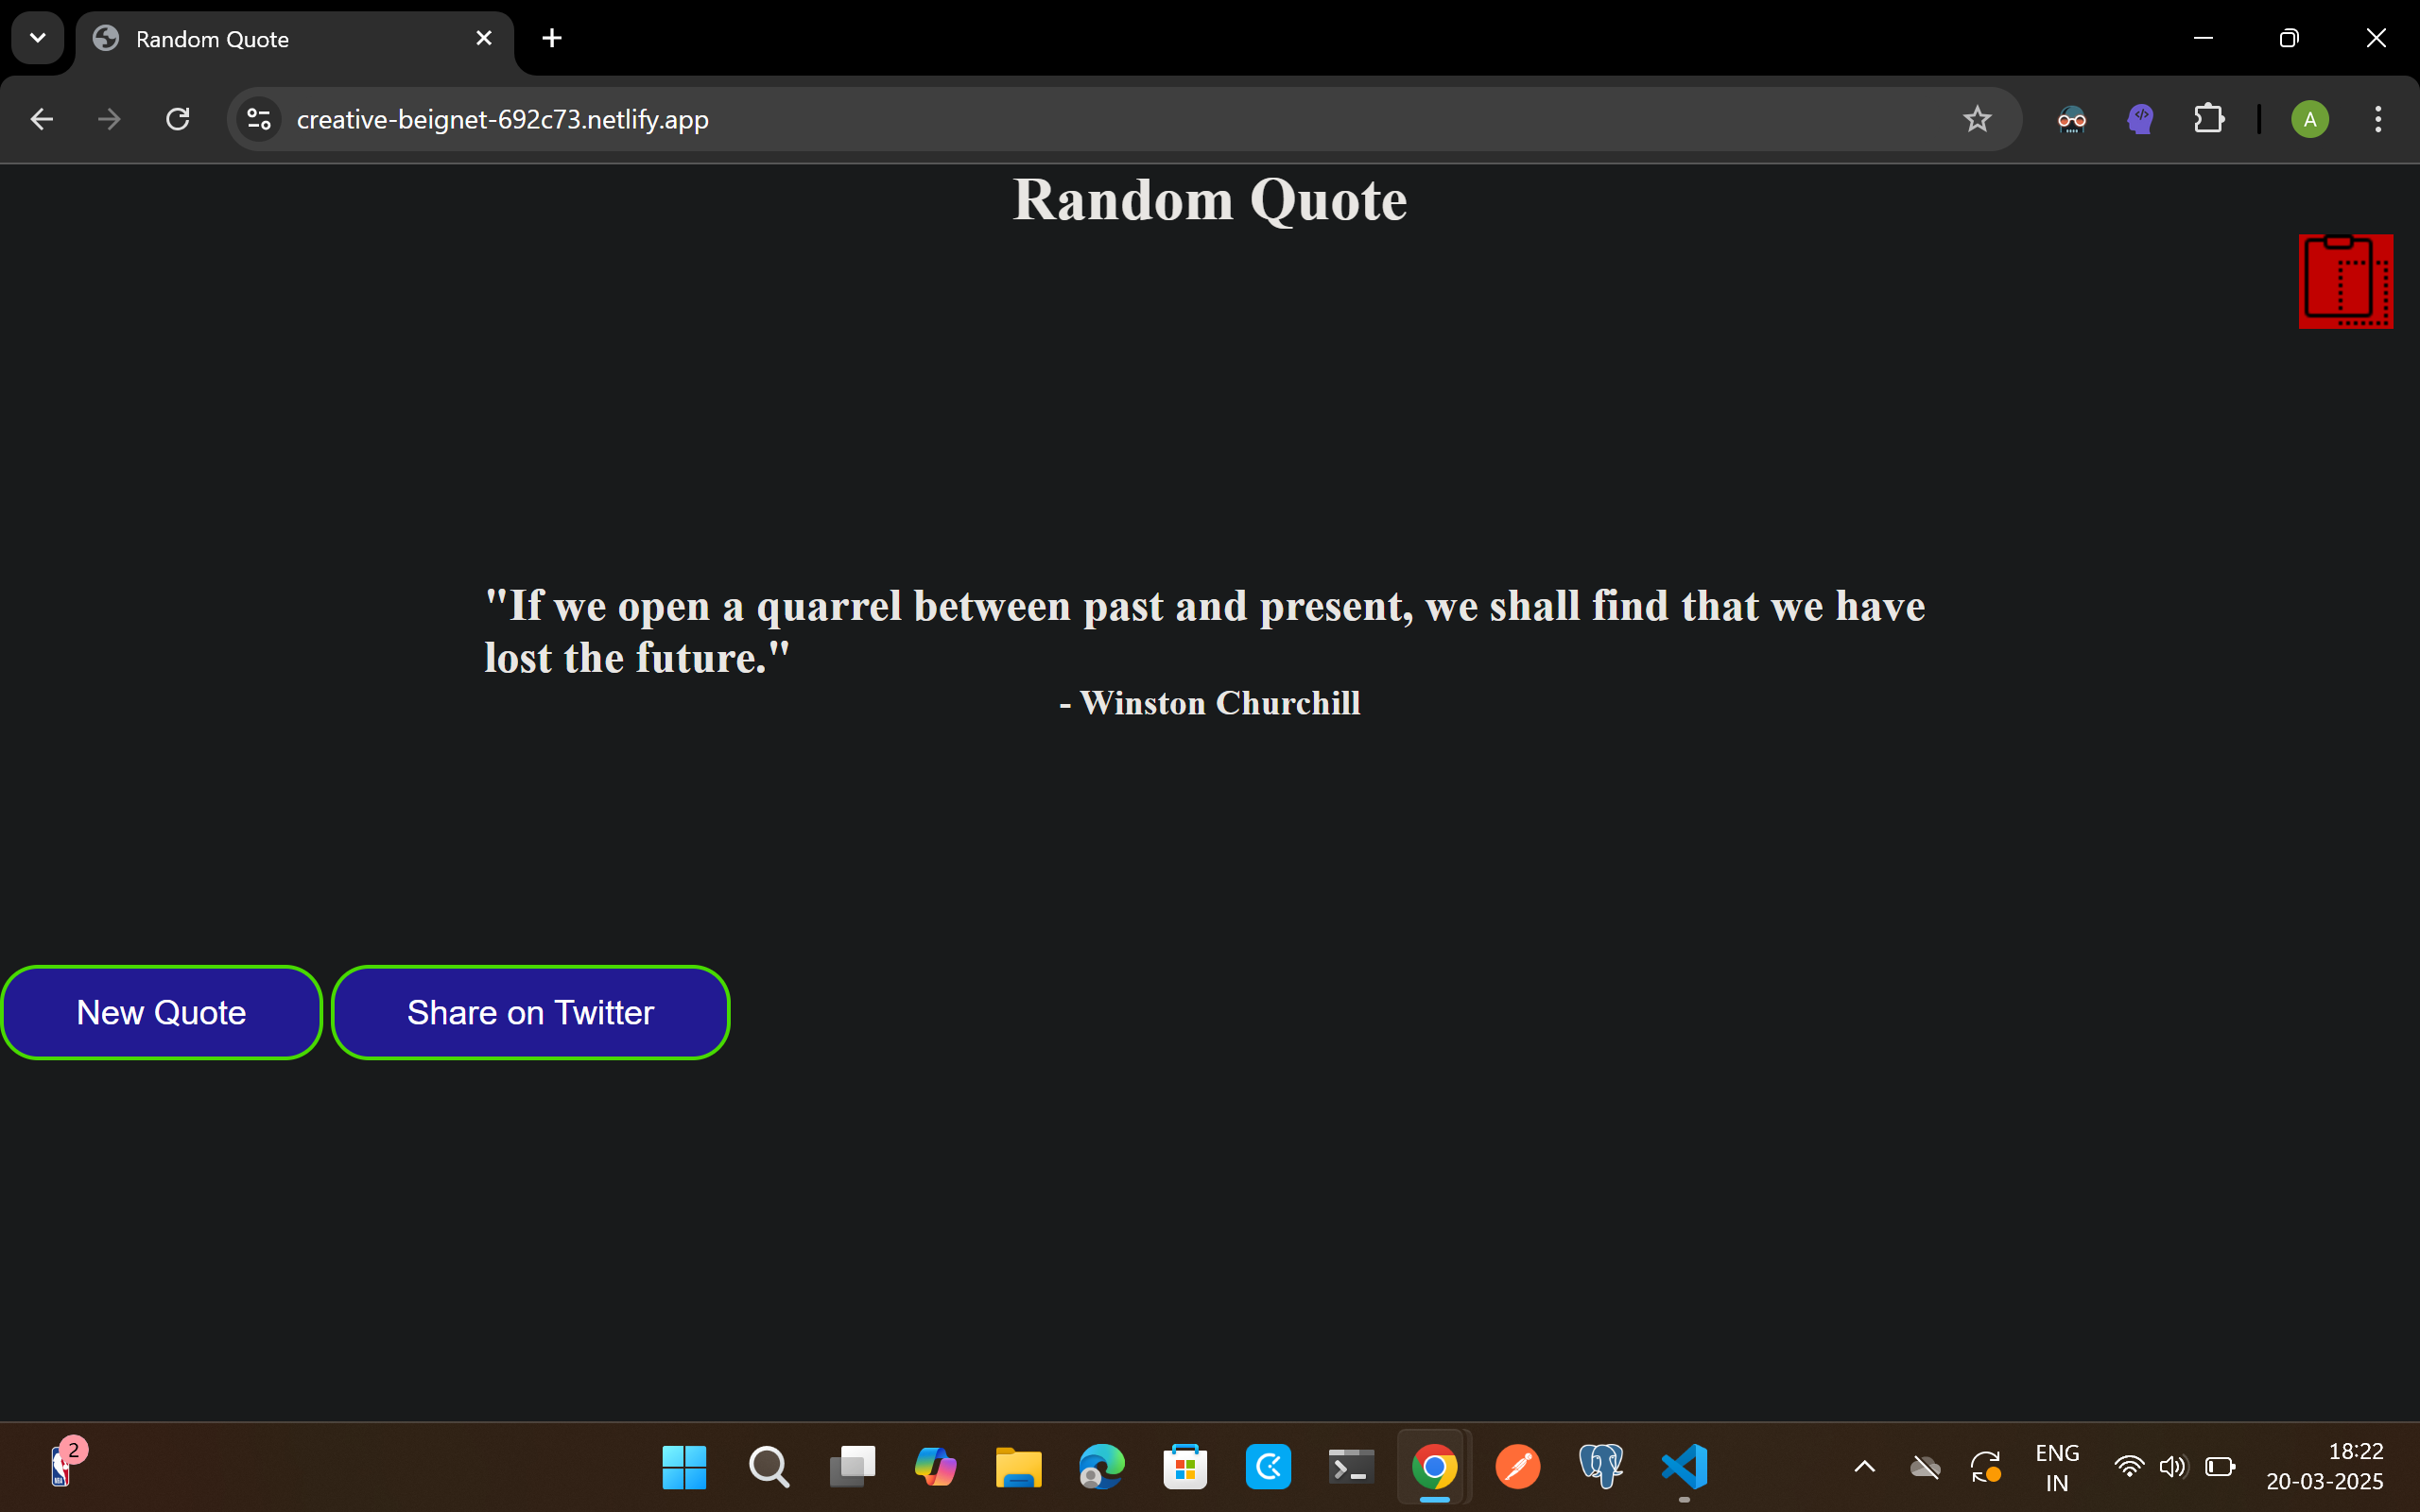 Random Quote
creative-beignet-692c73.netlify.app
A
Random Quote
"If we open a quarrel between past and present, we shall find that we have
lost the future."
- Winston Churchill
New Quote
Share on Twitter
2
ENG
IN
18:22
20-03-2025